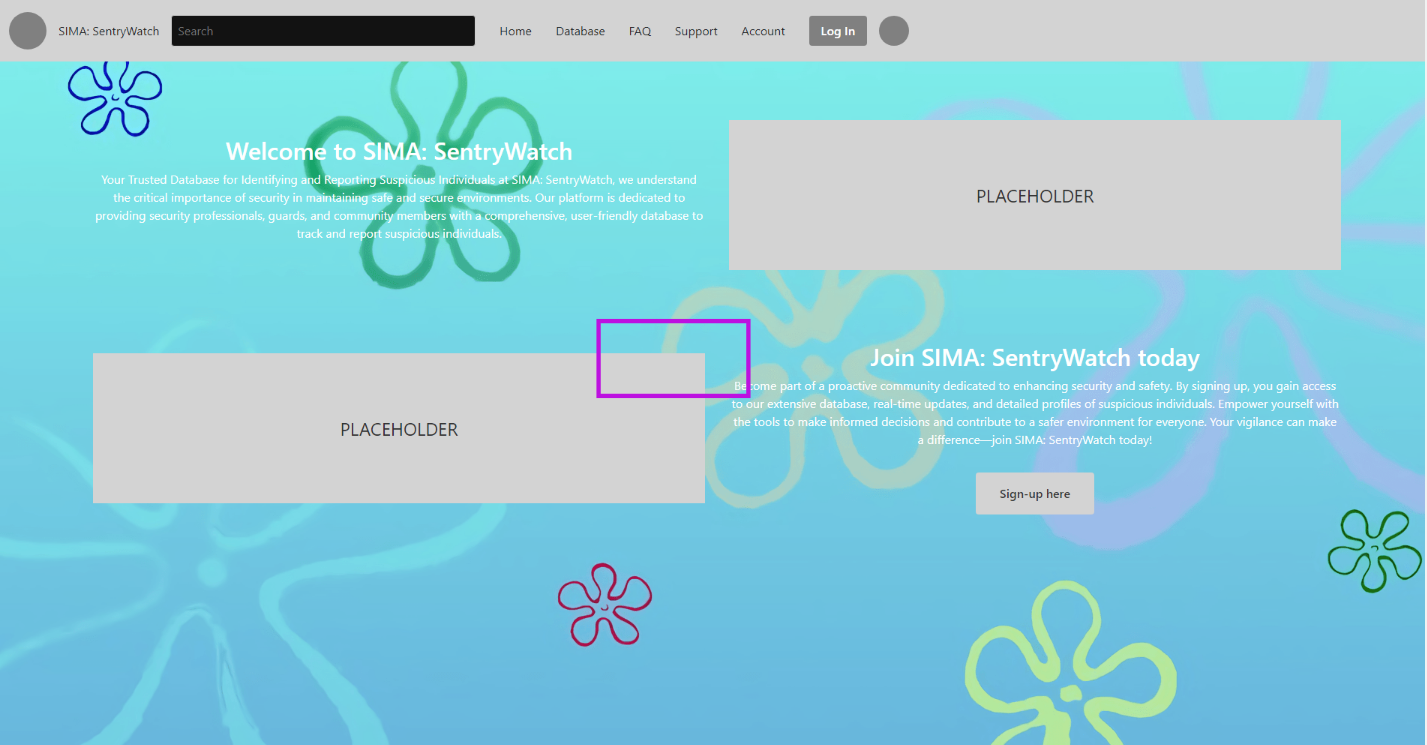 SIMA: SentryWatch
Search
Home
Database
FAQ
Support
Account
Log In
Welcome to SIMA: SentryWatch
Your Trusted Database for Identifying and Reporting Suspicious Individuals at SIMA: SentryWatch, we understand
the critical importance of security in maintaining safe and secure environments. Our platform is dedicated to
providing security professionals, guards, and community members with a comprehensive, user-friendly database to
track and report suspicious individuals.
PLACEHOLDER
PLACEHOLDER
Join SIMA: SentryWatch today
Become part of a proactive community dedicated to enhancing security and safety. By signing up, you gain access
to our extensive database, real-time updates, and detailed profiles of suspicious individuals. Empower yourself with
the tools to make informed decisions and contribute to a safer environment for everyone. Your vigilance can make
a difference—join SIMA: SentryWatch today!
Sign-up here